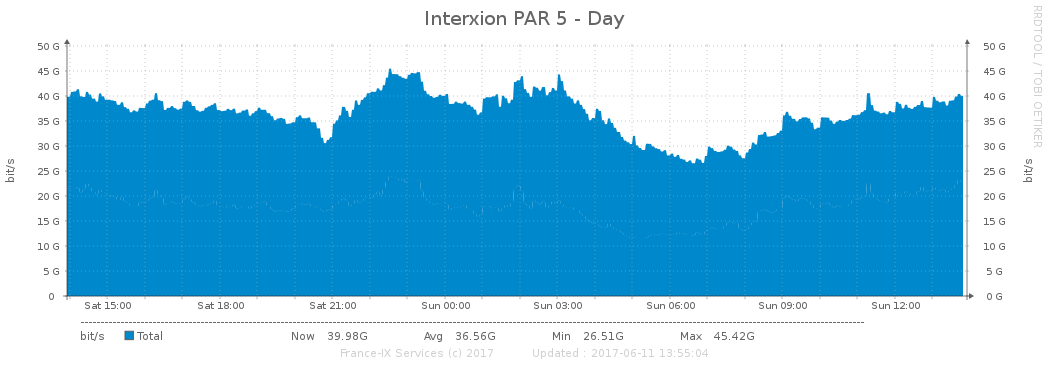 Interxion PAR 5 - Day
RRDTOOL / TOBI OETIKER
50 G 50 G
45 G 45 G
40 G 40 G
35 G 35 G
30 G 30 G
25 G 25 G
20 G 20 G
15 G 15 G
10 G 10 G
5 G 5 G
0 0 G
bit/s bit/s
Sat 15:00 Sat 18:00 Sat 21:00 Sun 00:00 Sun 03:00 Sun 06:00 Sun 09:00 Sun 12:00
bit/s Total Now 39.98G Avg 36.56G Min 26.51G Max 45.42G
France-IX Services (c) 2017 Updated : 2017-06-11 13:55:04